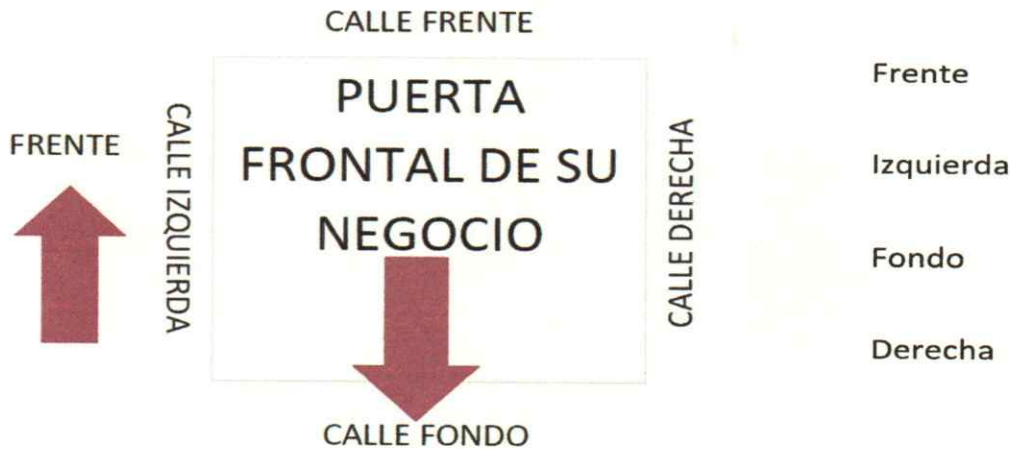 CALLE FRENTE
FRENTE
CALLE IZQUIERDA
PUERTA
FRONTAL DE SU
NEGOCIO
CALLE DERECHA
CALLE FONDO
Frente
Izquierda
Fondo
Derecha